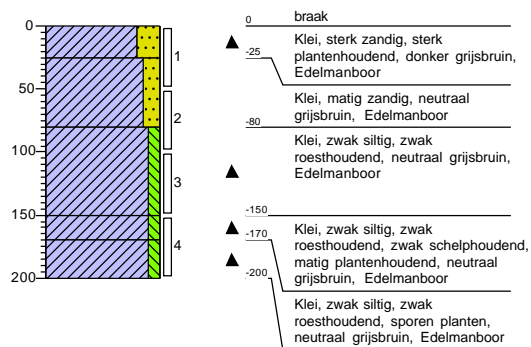 0
50
100
150
200
1
2
3
4
0
braak
Klei, sterk zandig, sterk
plantenhoudend, donker grijsbruin,
Edelmanboor
-25
Klei, matig zandig, neutraal
grijsbruin, Edelmanboor
-80
Klei, zwak siltig, zwak
roesthoudend, neutraal grijsbruin,
Edelmanboor
-150
Klei, zwak siltig, zwak
roesthoudend, zwak schelphoudend,
matig plantenhoudend, neutraal
grijsbruin, Edelmanboor
-170
-200
Klei, zwak siltig, zwak
roesthoudend, sporen planten,
neutraal grijsbruin, Edelmanboor